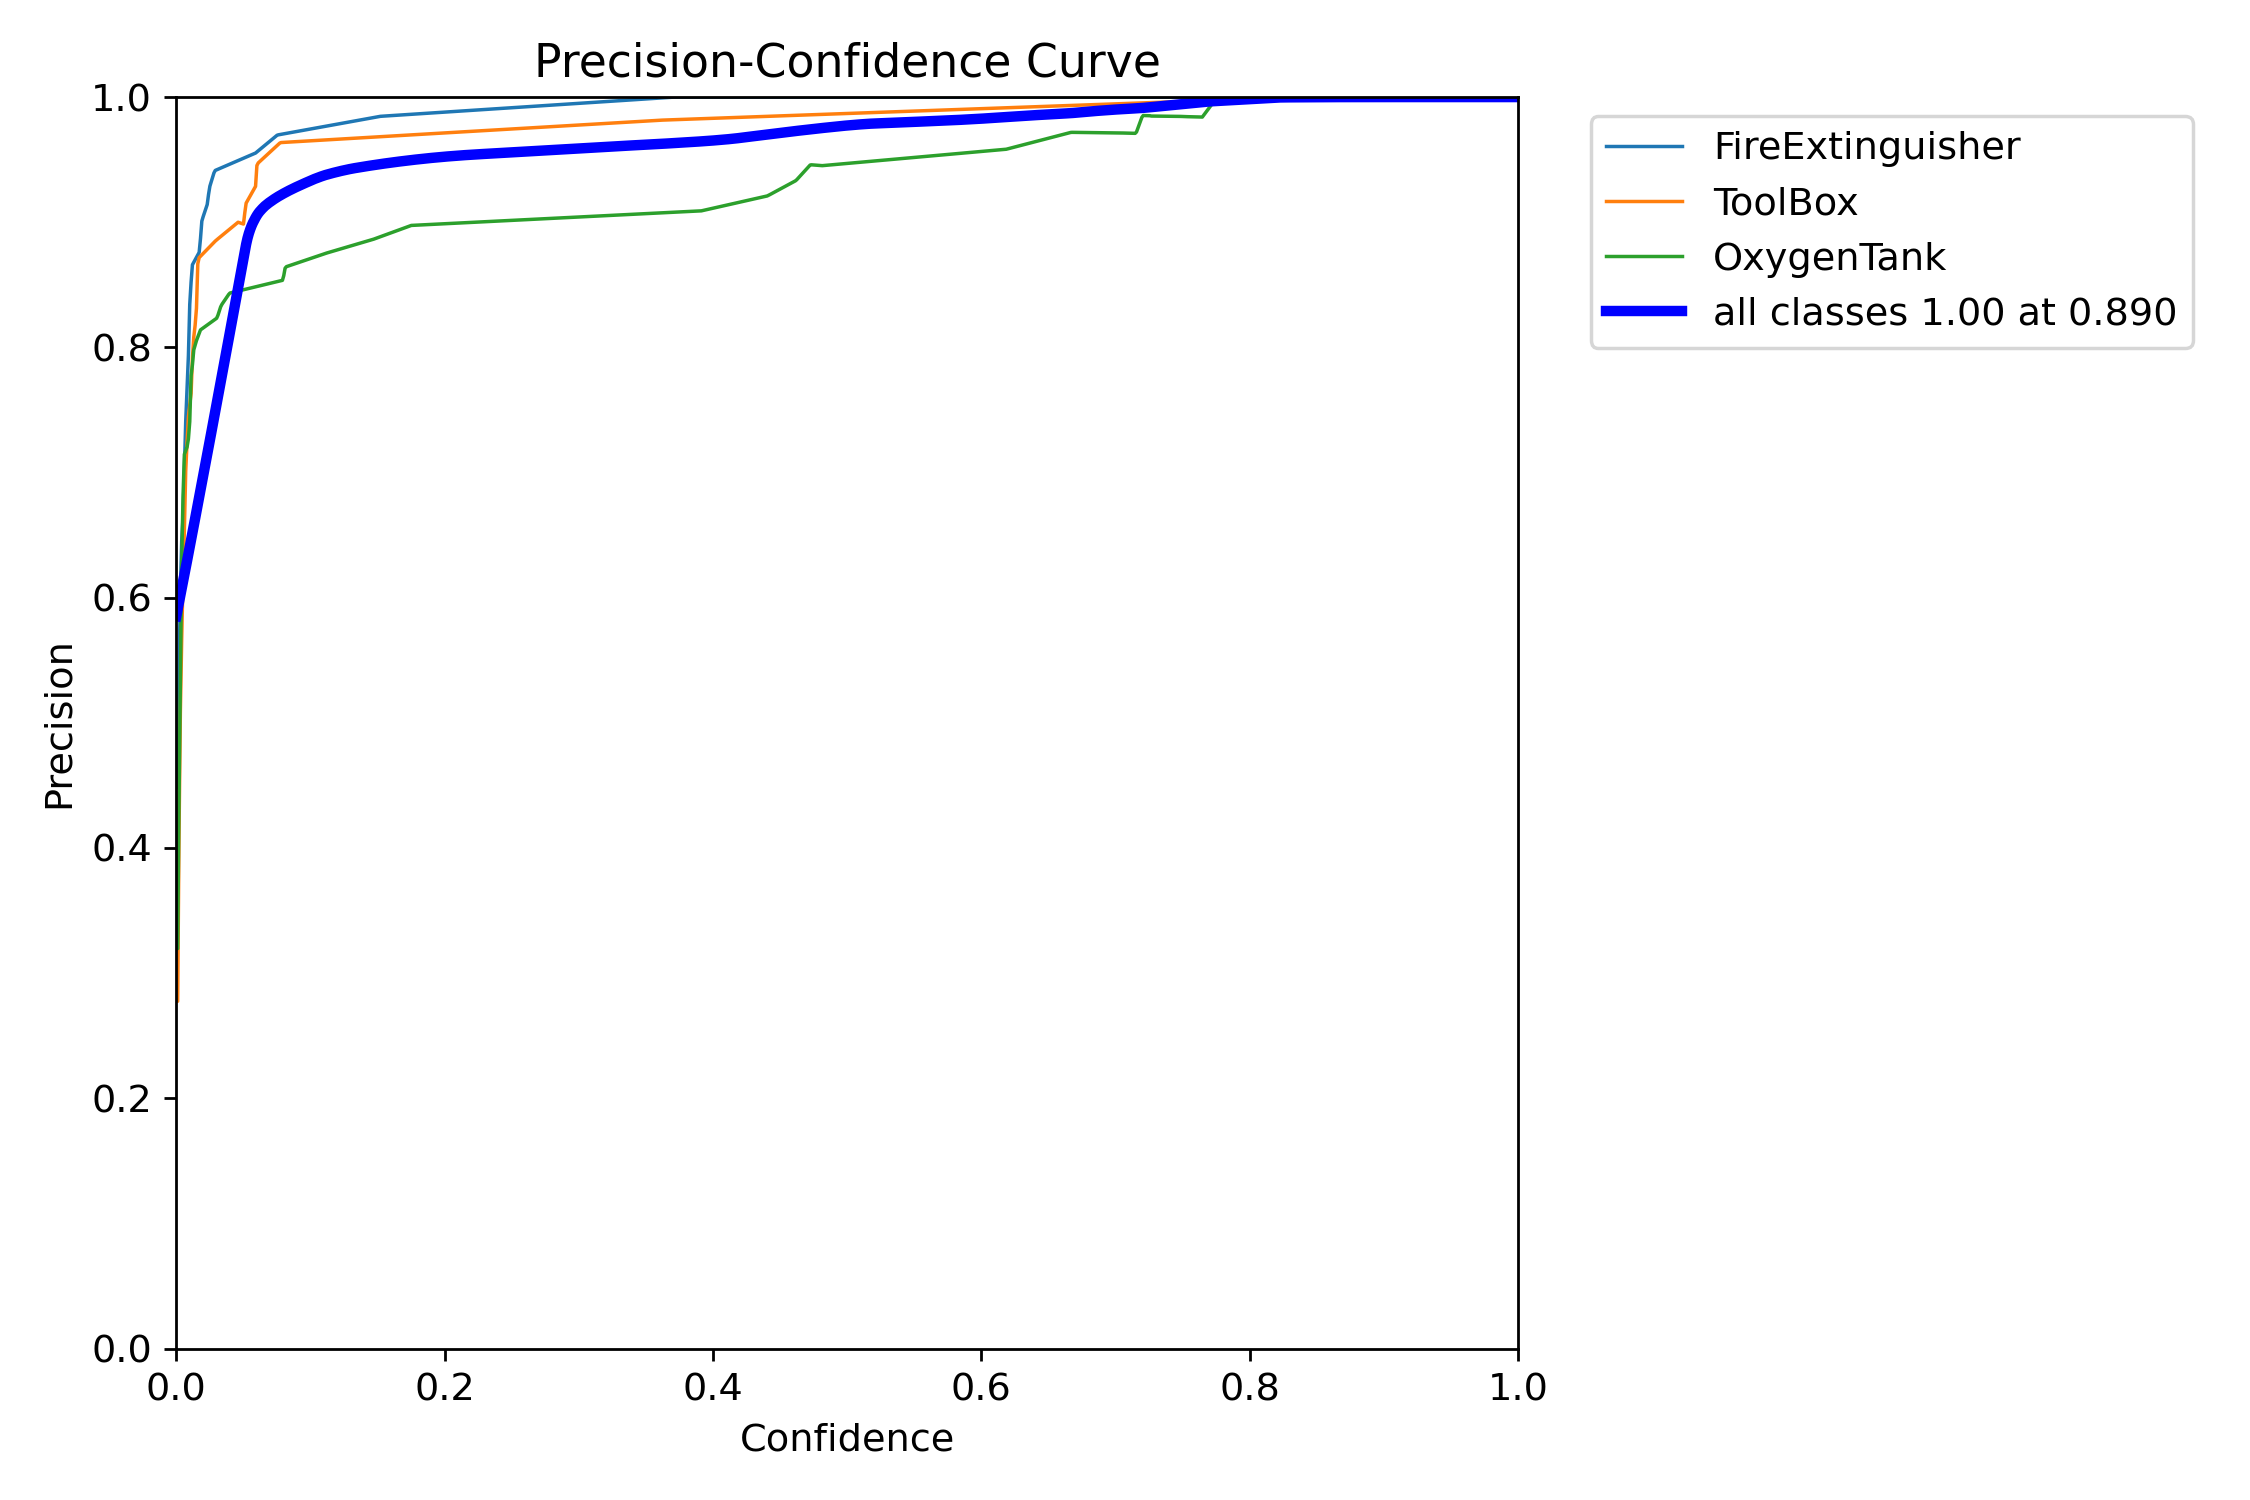 Precision-Confidence Curve
1.0
0.8
0.6
0.4
0.2
0.0
Precision
0.0 0.2 0.4 0.6 0.8 1.0
Confidence
FireExtinguisher
ToolBox
OxygenTank
all classes 1.00 at 0.890